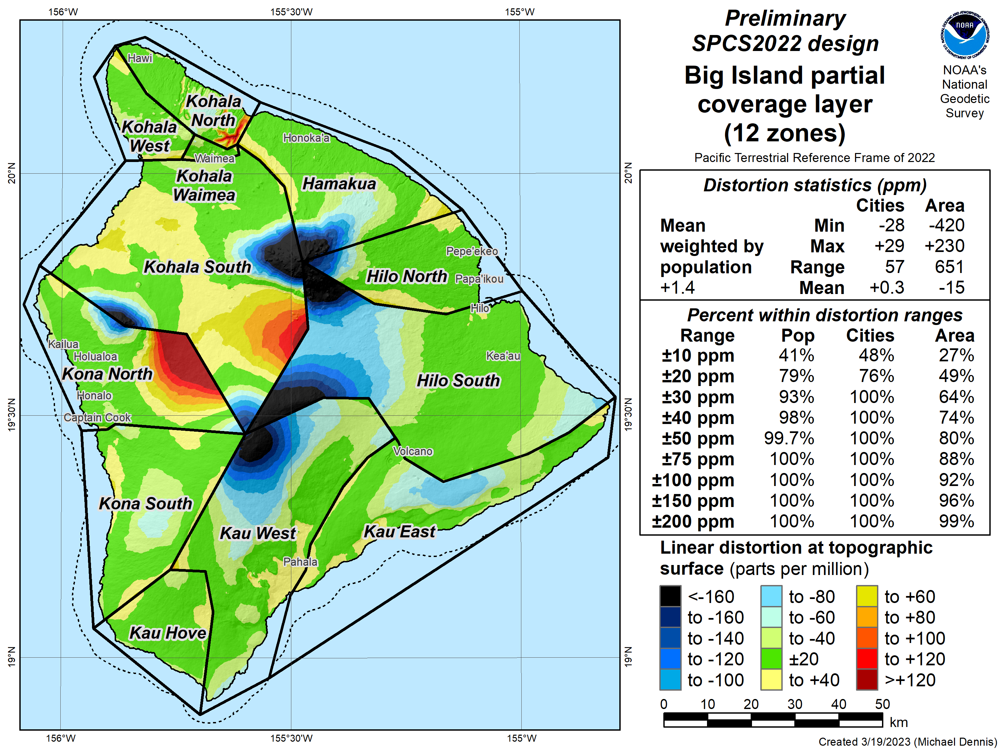 156°W 155°30'W 155°W
Preliminary
SPCS2022 design
Big Island partial
coverage layer
(12 zones)
Pacific Terrestrial Reference Frame of 2022
NATIONAL OCEANIC AND ATMOSPHERIC ADMINISTRATION
NOAA
U.S. DEPARTMENT OF COMMERCE
NOAA's
National
Geodetic
Survey
Hawi
Kohala
North
Kohala
West
Honoka'a
Waimea
20°N
20°N
Kohala
Waimea
Hamakua
Pepe'ekeo
Kohala South
Hilo North
Papa'ikou
Hilo
Kailua
Holualoa
Kea'au
Kona North
Hilo South
Honalo
Captain Cook
19°30'N
19°30'N
Volcano
Kona South
Kau West
Kau East
Pahala
Kau Hove
19°N
19°N
156°W 155°30'W 155°W
Distortion statistics (ppm)
Cities Area
Mean Min -28 -420
weighted by Max +29 +230
population Range 57 651
+1.4 Mean +0.3 -15
Percent within distortion ranges
Range Pop Cities Area
±10 ppm 41% 48% 27%
±20 ppm 79% 76% 49%
±30 ppm 93% 100% 64%
±40 ppm 98% 100% 74%
±50 ppm 99.7% 100% 80%
±75 ppm 100% 100% 88%
±100 ppm 100% 100% 92%
±150 ppm 100% 100% 96%
±200 ppm 100% 100% 99%
Linear distortion at topographic
surface (parts per million)
<-160 to -80 to +60
to -160 to -60 to +80
to -140 to -40 to +100
to -120 ±20 to +120
to -100 to +40 >+120
0 10 20 30 40 50
km
Created 3/19/2023 (Michael Dennis)